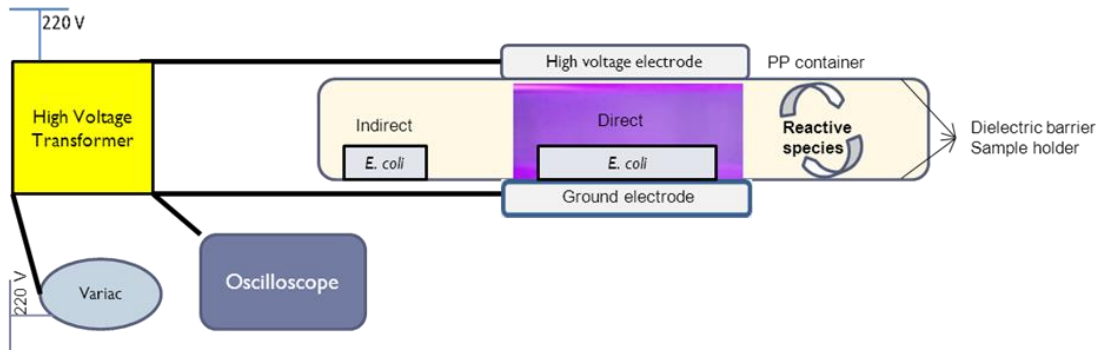 220 V
High voltage electrode
PP container
High Voltage
Transformer
Indirect
Direct
Reactive
species
Dielectric barrier
Sample holder
E. coli
E. coli
Ground electrode
Oscilloscope
220 V
Variac